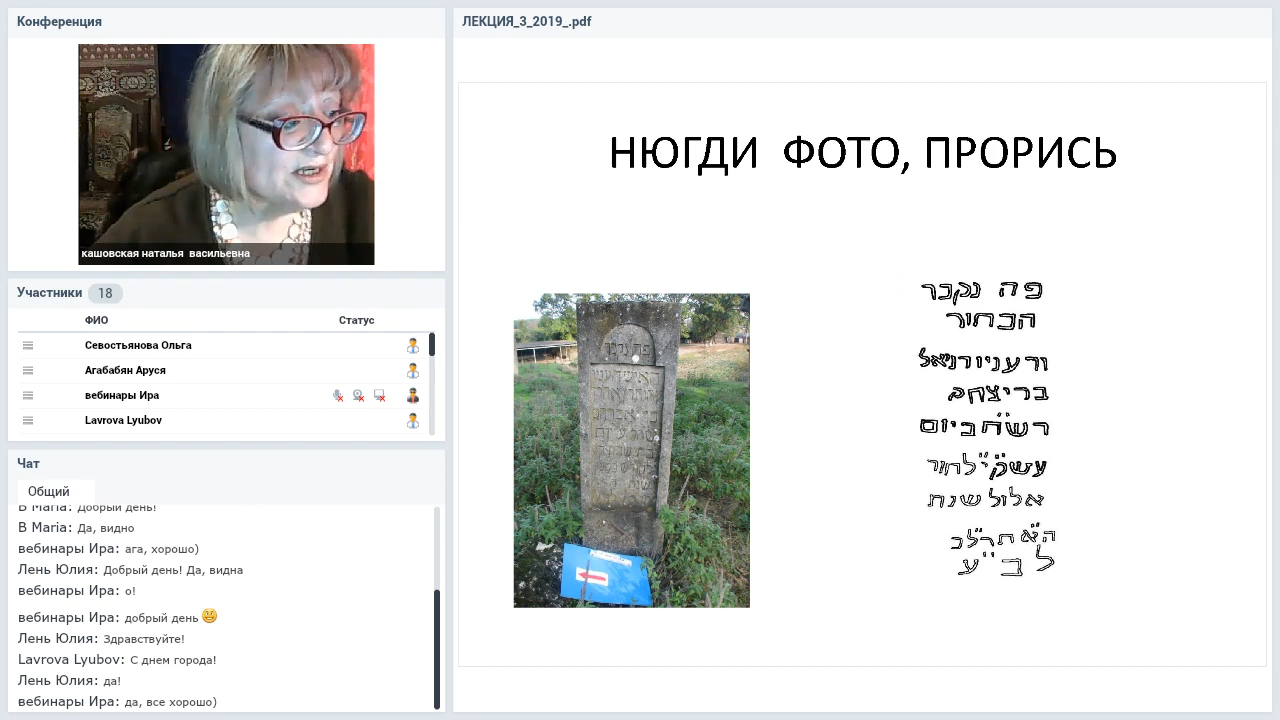 Конференция
кашовская наталья васильевна
Участники 18
ФИО Статус
Севостьянова Ольга
Агабабян Аруся
вебинары Ира
Lavrova Lyubov
Чат
Общий
B Maria: Добрый день!
B Maria: Да, видно
вебинары Ира: ага, хорошо)
Лень Юлия: Добрый день! Да, видна
вебинары Ира: о!
вебинары Ира: добрый день
Лень Юлия: Здравствуйте!
Lavrova Lyubov: С днем города!
Лень Юлия: да!
вебинары Ира: да, все хорошо)
ЛЕКЦИЯ_3_2019_.pdf
НЮГДИ ФОТО, ПРОРИСЬ
פה נקבר
הבחור
בר יצחק
ביום
אלול שנת